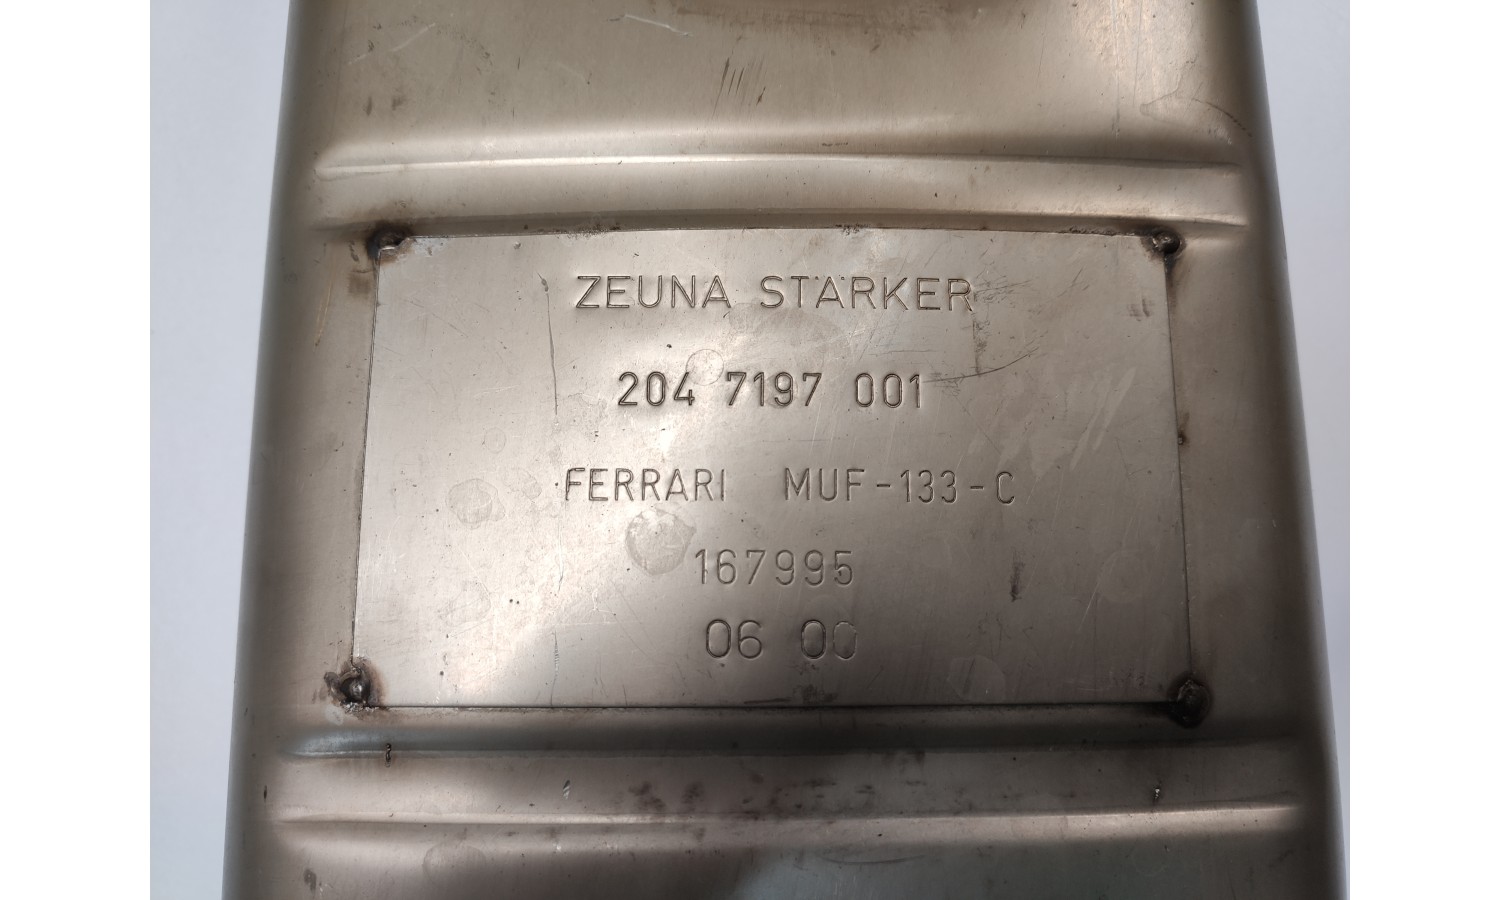 ZEUNA STÄRKER
204 7197 001
FERRARI MUF-133-C
167995
06 00